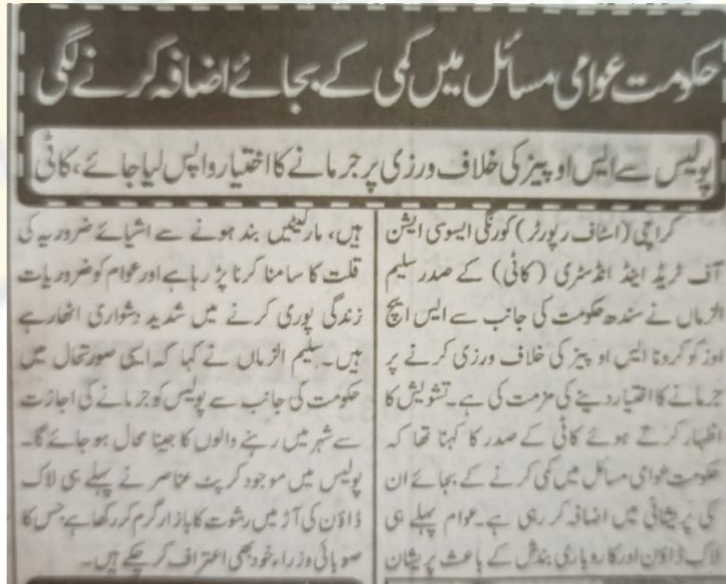 حکومت عوامی مسائل میں کمی کے بجائے اضافہ کرنے لگی
پولیس سے ایس او پیز کی خلاف ورزی پر جرمانے کا اختیار واپس لیا جائے، کاٹی
کراچی (اسٹاف رپورٹر) کورنگی ایسوسی ایشن
آف ٹریڈ اینڈ انڈسٹری (کاٹی) کے صدر سلیم
الزماں نے سندھ حکومت کی جانب سے ایس ایچ
اوز کو کرونا ایس او پیز کی خلاف ورزی کرنے پر
جرمانے کا اختیار دینے کی مزمت کی ہے۔ تشویش کا
اظہار کرتے ہوئے کاٹی کے صدر کا کہنا تھا کہ
حکومت عوامی مسائل میں کمی کرنے کے بجائے ان
کی پریشانی میں اضافہ کر رہی ہے۔ عوام پہلے ہی
لاک ڈاؤن اور کاروباری بندش کے باعث پریشان
ہیں، مارکیٹیں بند ہونے سے اشیائے ضروریہ کی
قلت کا سامنا کرنا پڑ رہا ہے اور عوام کو ضروریات
زندگی پوری کرنے میں شدید دشواری اٹھا رہے
ہیں۔ سلیم الزماں نے کہا کہ ایسی صورتحال میں
حکومت کی جانب سے پولیس کو جرمانے کی اجازت
سے شہر میں رہنے والوں کا جینا محال ہو جائے گا۔
پولیس میں موجود کرپٹ عناصر نے پہلے ہی لاک
ڈاؤن کی آڑ میں رشوت کا بازار گرم کر رکھا ہے جس کا
صوبائی وزراء خود بھی اعتراف کر چکے ہیں۔